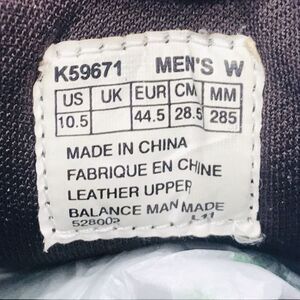 K59671 MEN'S W
US UK EUR CM MM
10.5 44.5 28.5 285
MADE IN CHINA
FABRIQUE EN CHINE
LEATHER UPPER
BALANCE MAN MADE